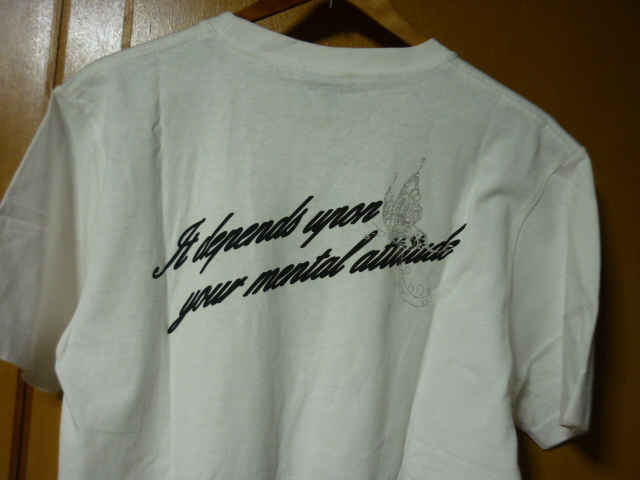 It depends upon
your mental attitude